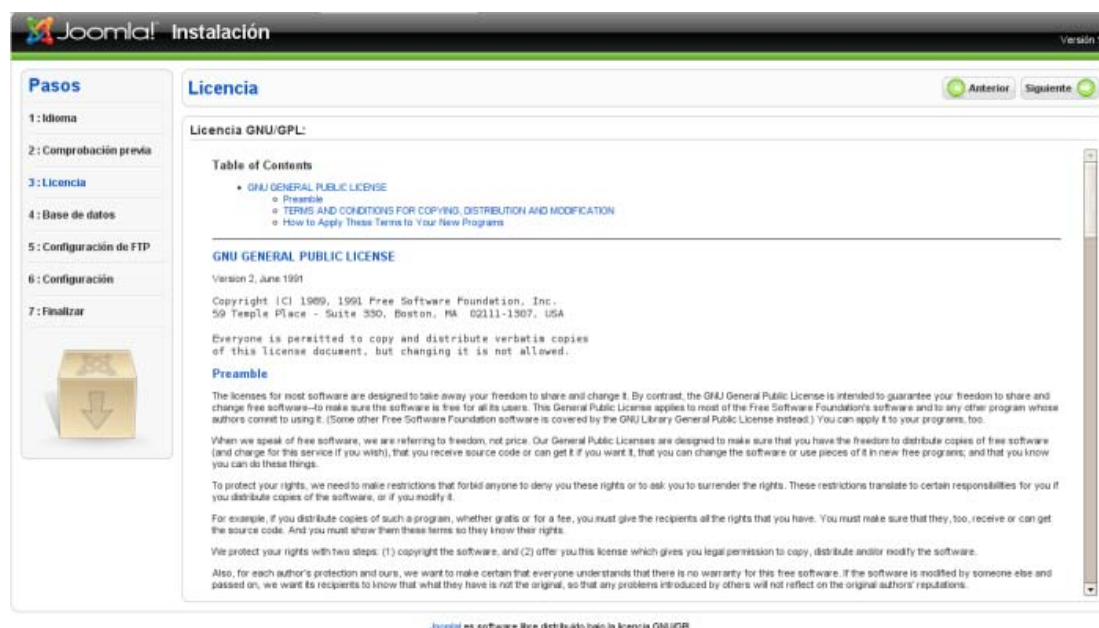 Joomla! Instalación
Versión
Pasos
1 : Idioma
2 : Comprobación previa
3 : Licencia
4 : Base de datos
5 : Configuración de FTP
6 : Configuración
7 : Finalizar
Licencia
Anterior
Siguiente
Licencia GNU/GPL:
Table of Contents
GNU GENERAL PUBLIC LICENSE
Preamble
TERMS AND CONDITIONS FOR COPYING, DISTRIBUTION AND MODIFICATION
How to Apply These Terms to Your New Programs
GNU GENERAL PUBLIC LICENSE
Version 2, June 1991
Copyright (C) 1989, 1991 Free Software Foundation, Inc.
59 Temple Place - Suite 330, Boston, MA 02111-1307, USA
Everyone is permitted to copy and distribute verbatim copies
of this license document, but changing it is not allowed.
Preamble
The licenses for most software are designed to take away your freedom to share and change it. By contrast, the GNU General Public License is intended to guarantee your freedom to share and
change free software--to make sure the software is free for all its users. This General Public License applies to most of the Free Software Foundation's software and to any other program whose
authors commit to using it. (Some other Free Software Foundation software is covered by the GNU Library General Public License instead.) You can apply it to your programs, too.
When we speak of free software, we are referring to freedom, not price. Our General Public Licenses are designed to make sure that you have the freedom to distribute copies of free software
(and charge for this service if you wish), that you receive source code or can get it if you want it, that you can change the software or use pieces of it in new free programs; and that you know
you can do these things.
To protect your rights, we need to make restrictions that forbid anyone to deny you these rights or to ask you to surrender the rights. These restrictions translate to certain responsibilities for you if
you distribute copies of the software, or if you modify it.
For example, if you distribute copies of such a program, whether gratis or for a fee, you must give the recipients all the rights that you have. You must make sure that they, too, receive or can get
the source code. And you must show them these terms so they know their rights.
We protect your rights with two steps: (1) copyright the software, and (2) offer you this license which gives you legal permission to copy, distribute and/or modify the software.
Also, for each author's protection and ours, we want to make certain that everyone understands that there is no warranty for this free software. If the software is modified by someone else and
passed on, we want its recipients to know that what they have is not the original, so that any problems introduced by others will not reflect on the original authors' reputations.
Joomla! es software libre distribuido bajo la licencia GNU/GPL